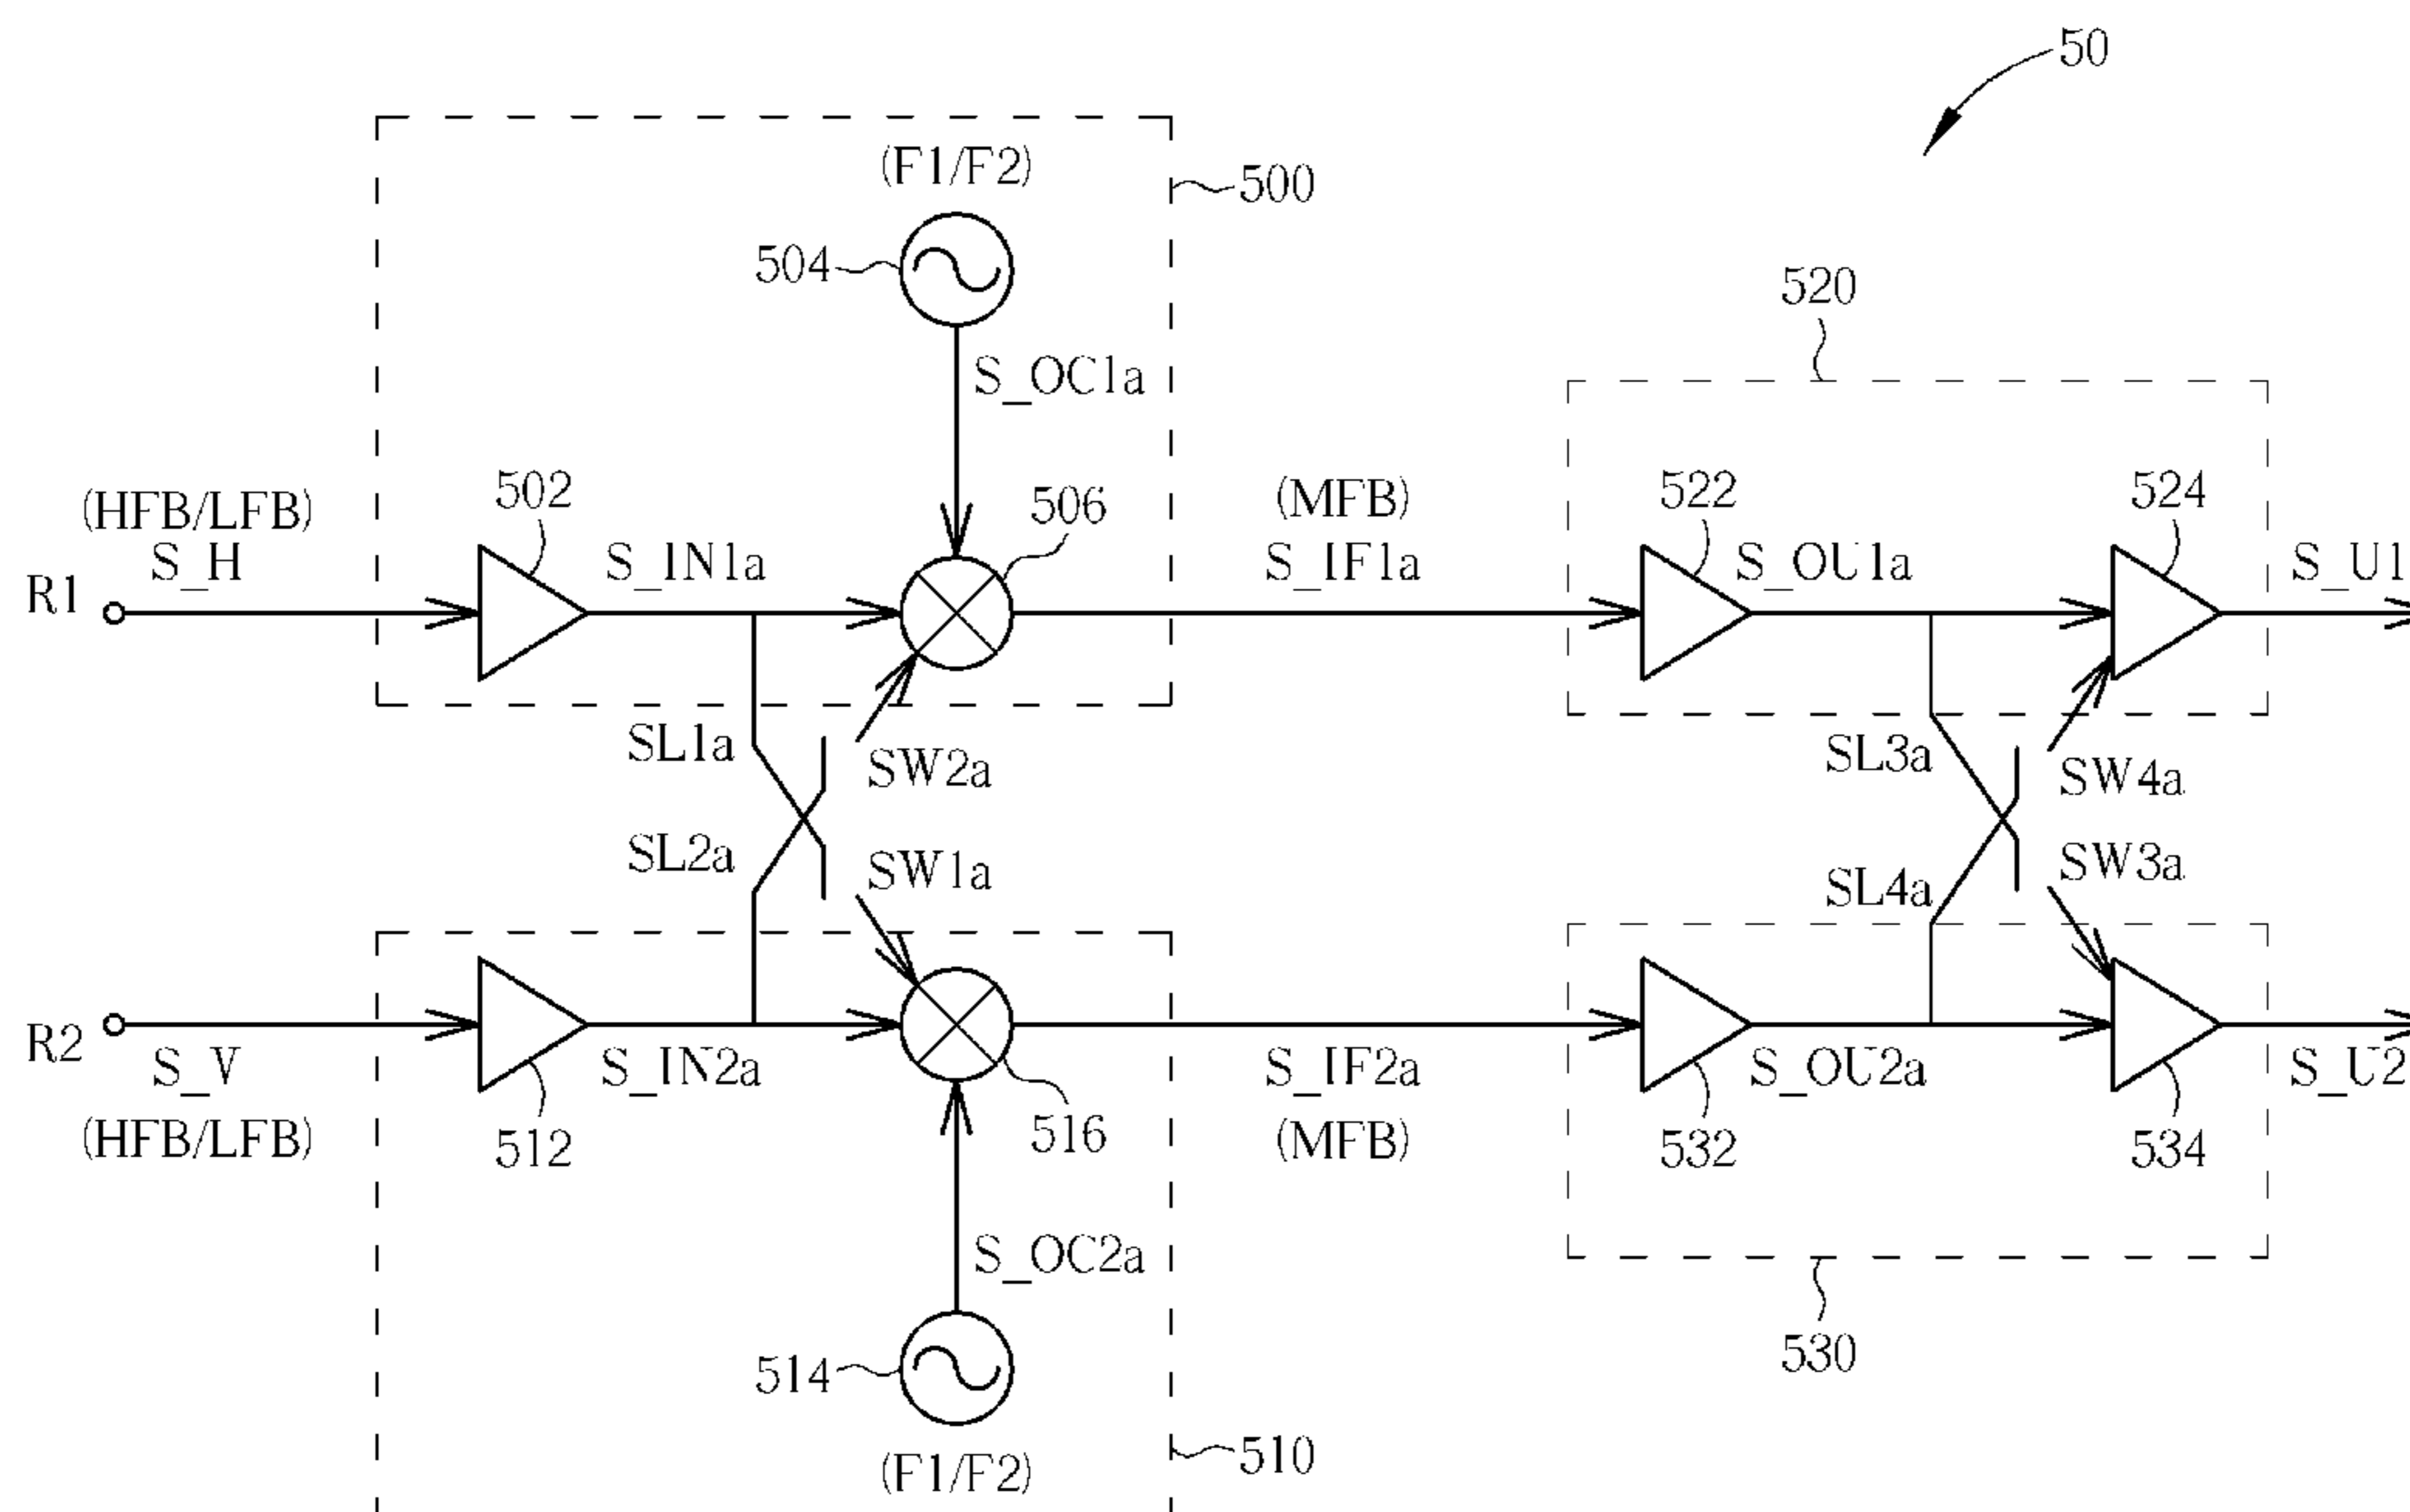 50
(F1/F2)
500
504
520
S_OC1a
(HFB/LFB)
502
506
(MFB)
522
524
S_H
S_IN1a
S_IF1a
S_OU1a
S_U1
R1
SL1a
SW2a
SL3a
SW4a
SL2a
SW1a
SL4a
SW3a
R2
S_V
S_IN2a
S_IF2a
S_OU2a
S_U2
(HFB/LFB)
512
516
(MFB)
532
534
S_OC2a
530
514
510
(F1/F2)